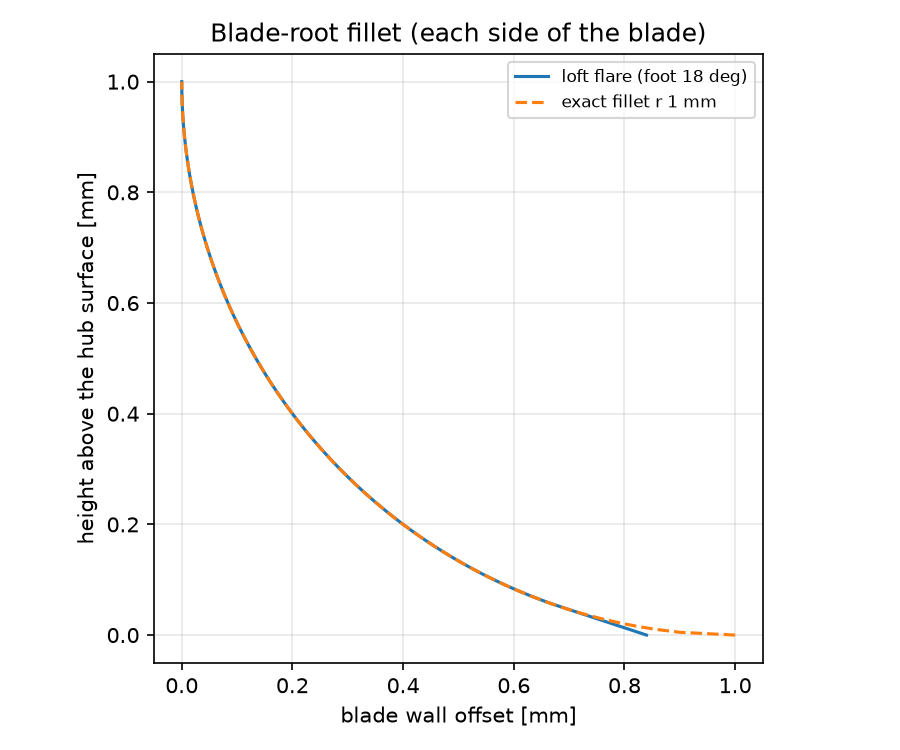 Blade-root fillet (each side of the blade)
loft flare (foot 18 deg)
exact fillet r 1 mm
height above the hub surface [mm]
1.0
0.8
0.6
0.4
0.2
0.0
0.0 0.2 0.4 0.6 0.8 1.0
blade wall offset [mm]